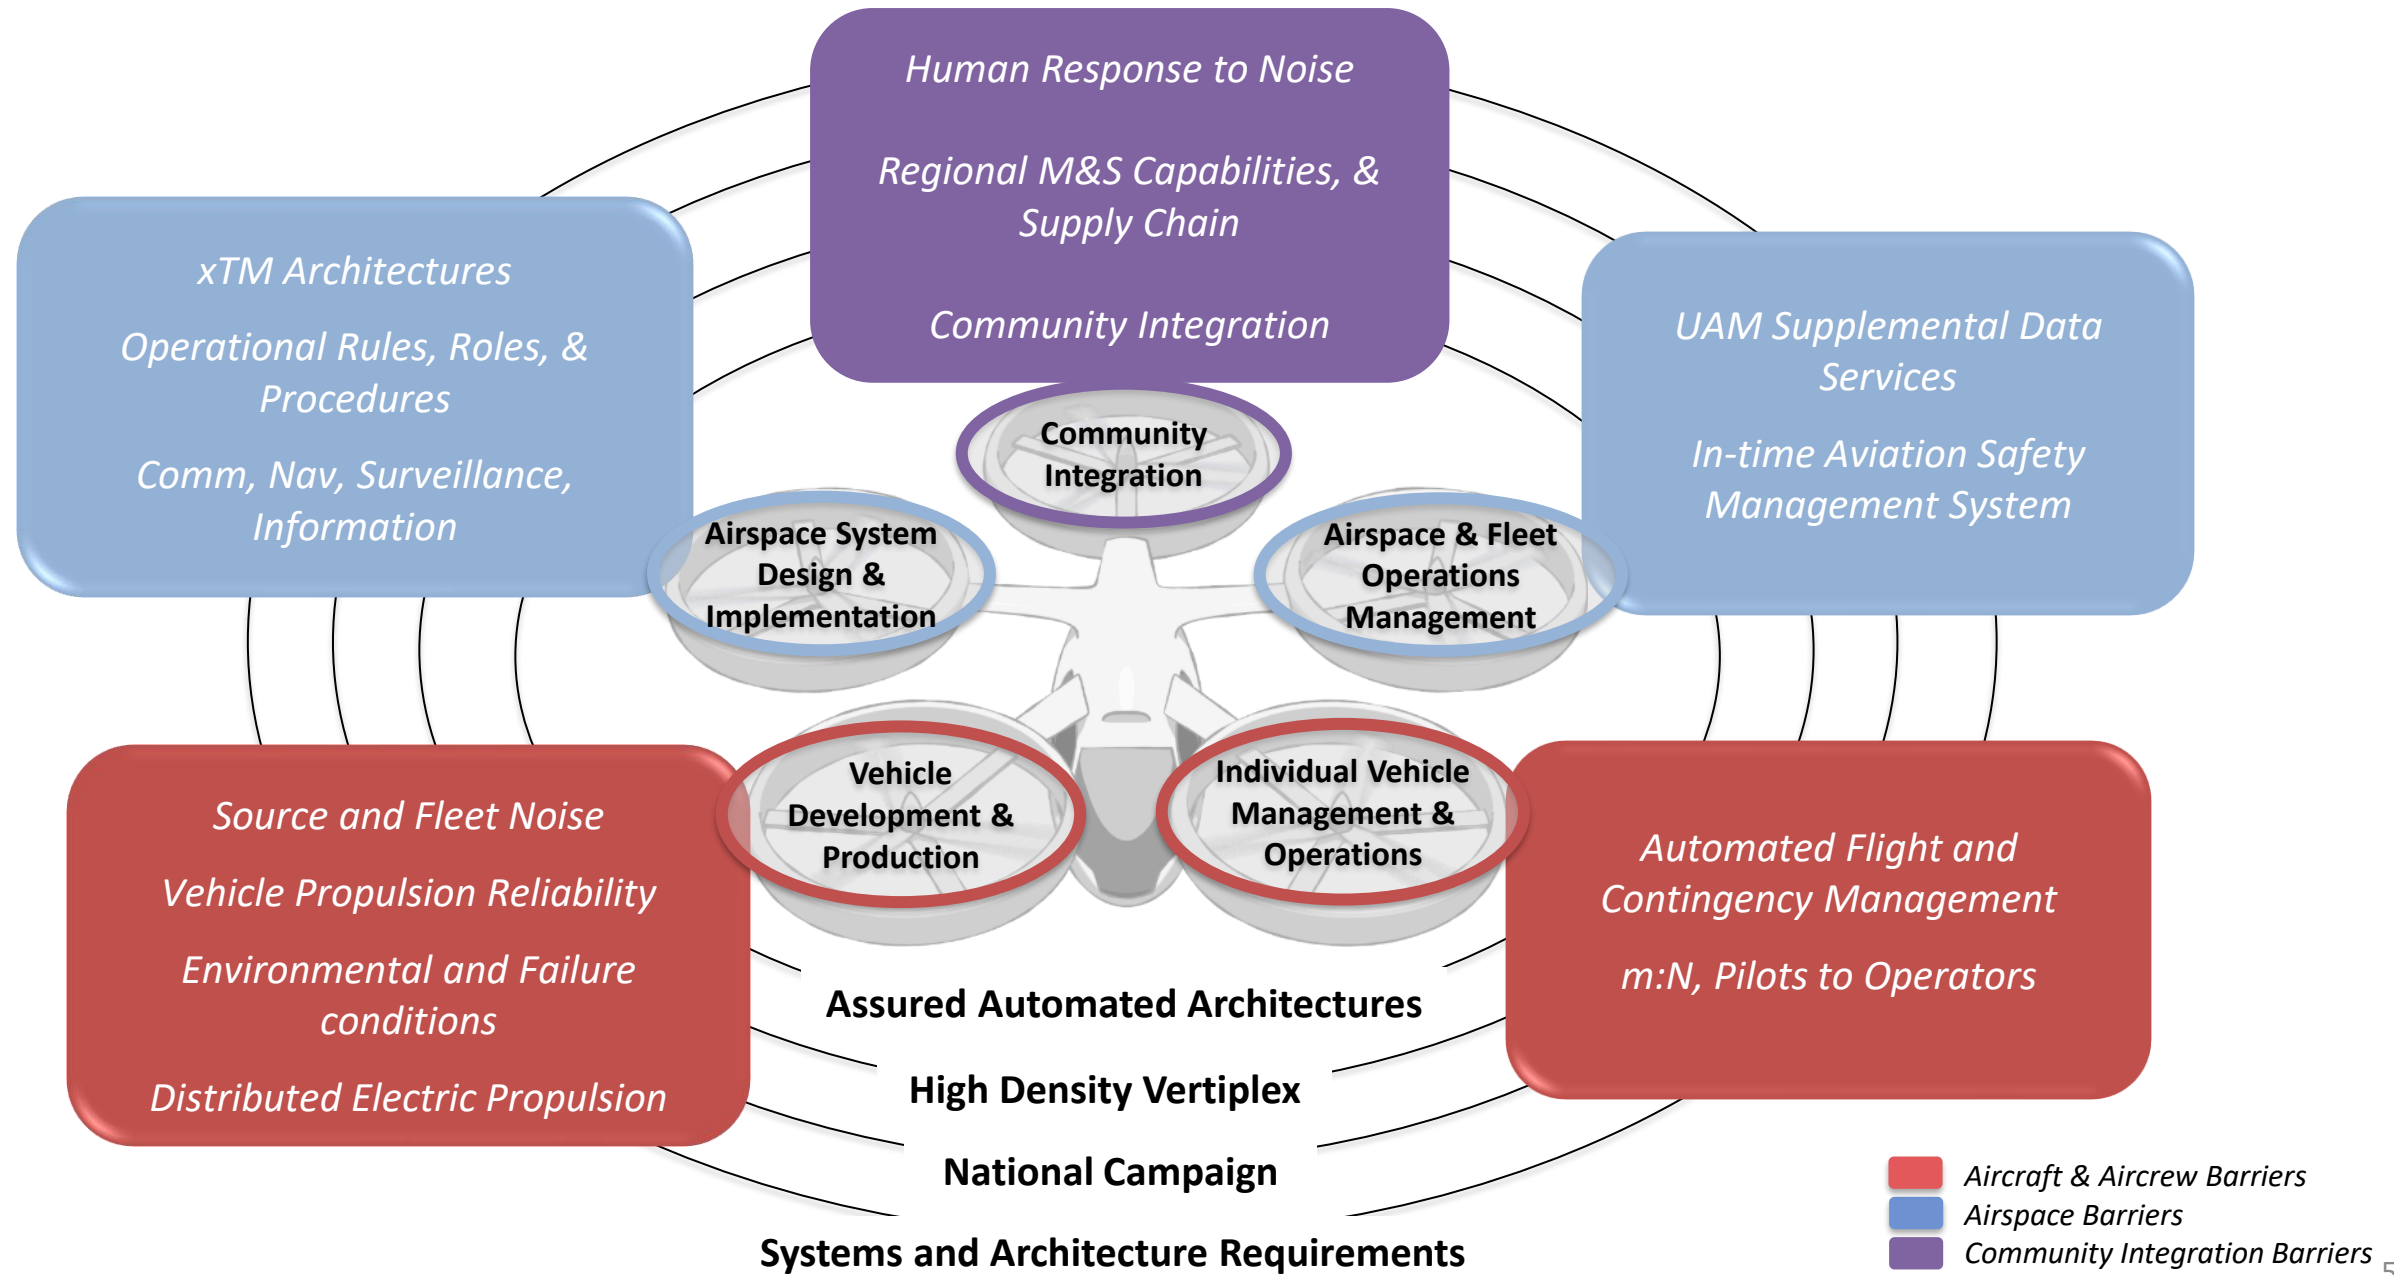 Human Response to Noise
Regional M&S Capabilities, &
Supply Chain
Community Integration
xTM Architectures
Operational Rules, Roles, &
Procedures
Comm, Nav, Surveillance,
Information
UAM Supplemental Data
Services
In-time Aviation Safety
Management System
Community
Integration
Airspace System
Design &
Implementation
Airspace & Fleet
Operations
Management
Vehicle
Development &
Production
Individual Vehicle
Management &
Operations
Source and Fleet Noise
Vehicle Propulsion Reliability
Environmental and Failure
conditions
Distributed Electric Propulsion
Automated Flight and
Contingency Management
m:N, Pilots to Operators
Assured Automated Architectures
High Density Vertiplex
National Campaign
Systems and Architecture Requirements
Aircraft & Aircrew Barriers
Airspace Barriers
Community Integration Barriers
5